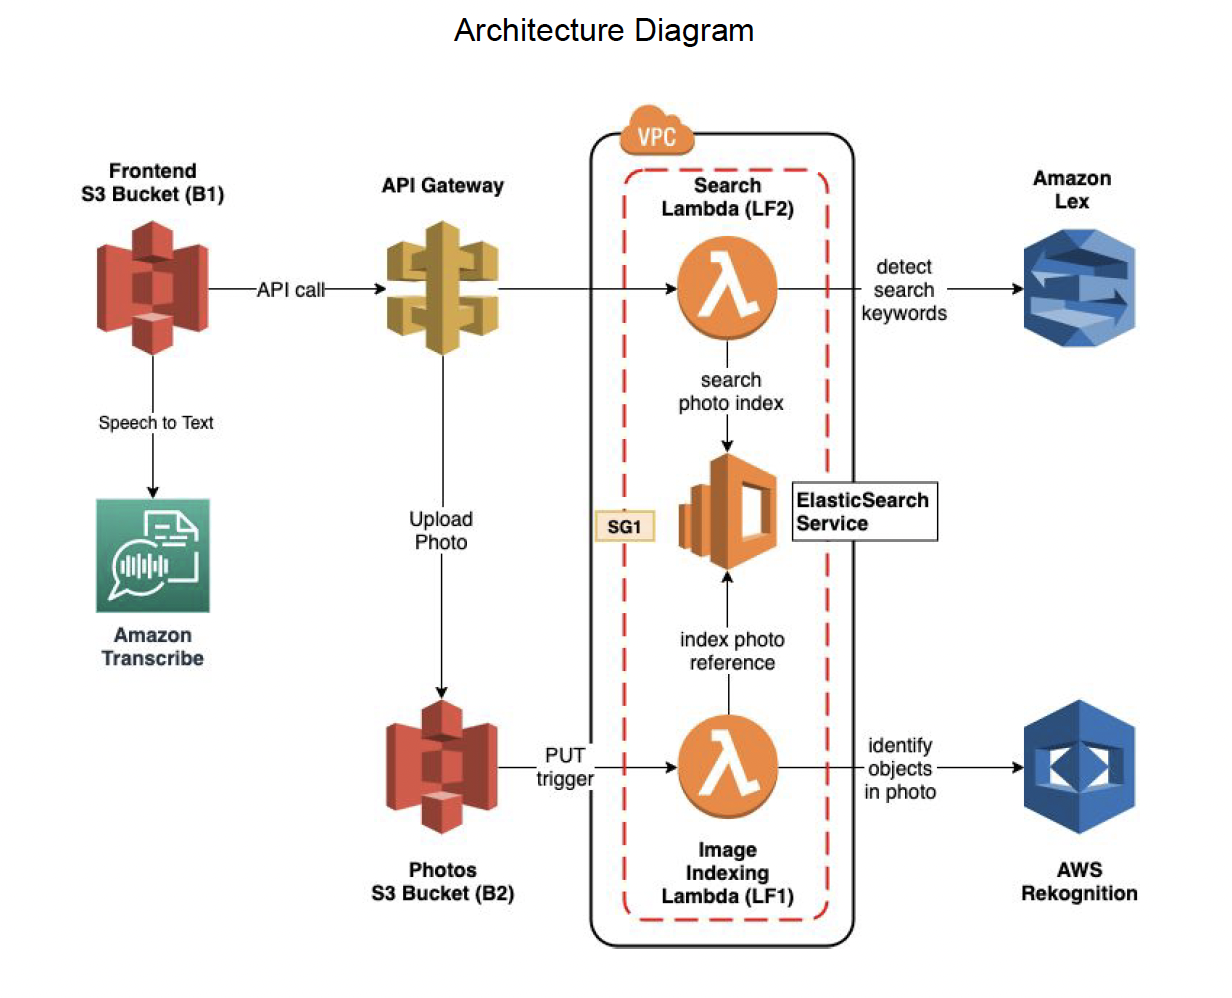 Architecture Diagram
VPC
Frontend
S3 Bucket (B1)
API Gateway
Search
Lambda (LF2)
Amazon
Lex
API call
detect
search
keywords
search
photo index
Speech to Text
ElasticSearch
Service
SG1
Upload
Photo
Amazon
Transcribe
index photo
reference
PUT
trigger
identify
objects
in photo
Photos
S3 Bucket (B2)
Image
Indexing
Lambda (LF1)
AWS
Rekognition